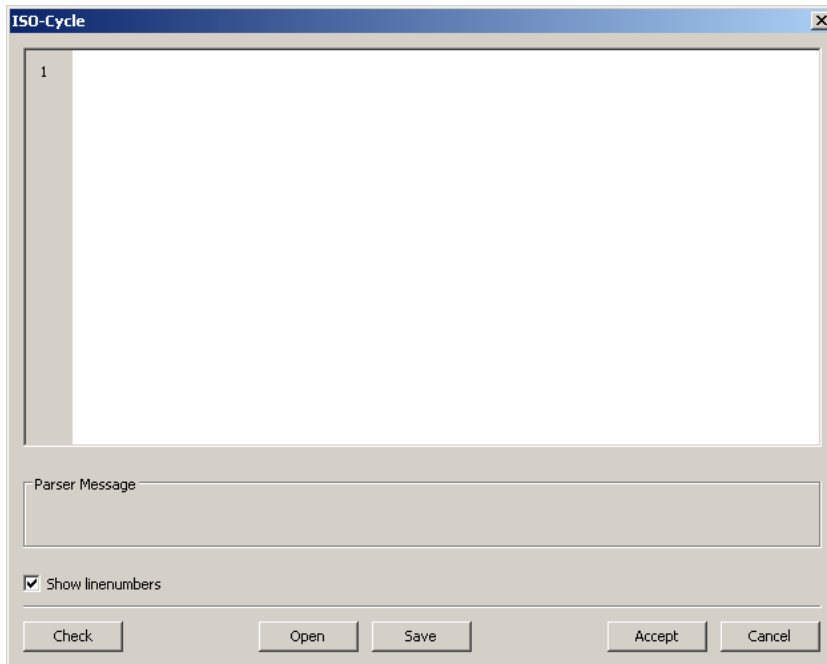 ISO-Cycle
1
Parser Message
Show linenumbers
Check Open Save Accept Cancel